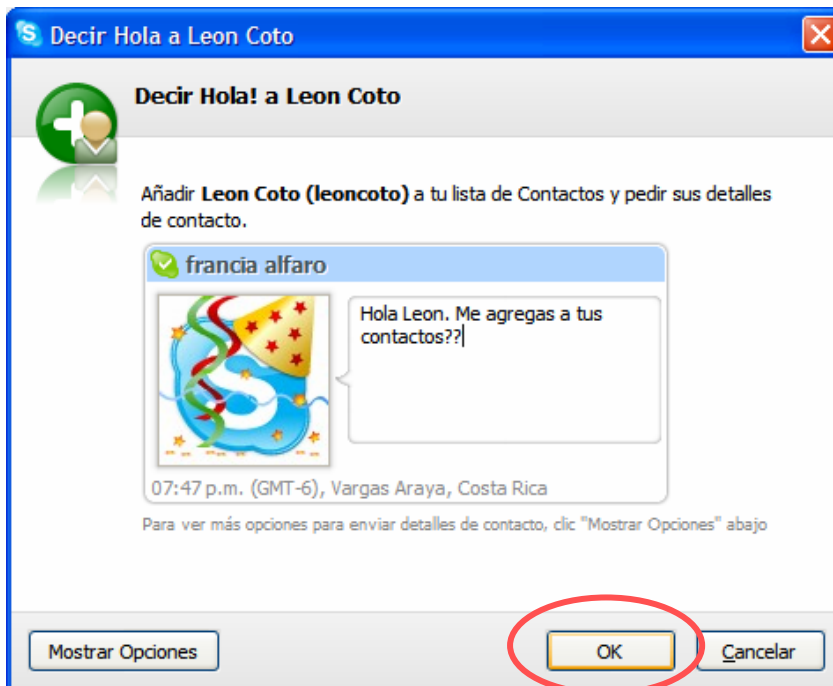 Decir Hola a Leon Coto
Decir Hola! a Leon Coto
Añadir Leon Coto (leoncoto) a tu lista de Contactos y pedir sus detalles
de contacto.
francia alfaro
Hola Leon. Me agregas a tus
contactos??
07:47 p.m. (GMT-6), Vargas Araya, Costa Rica
Para ver más opciones para enviar detalles de contacto, clic "Mostrar Opciones" abajo
Mostrar Opciones
OK
Cancelar